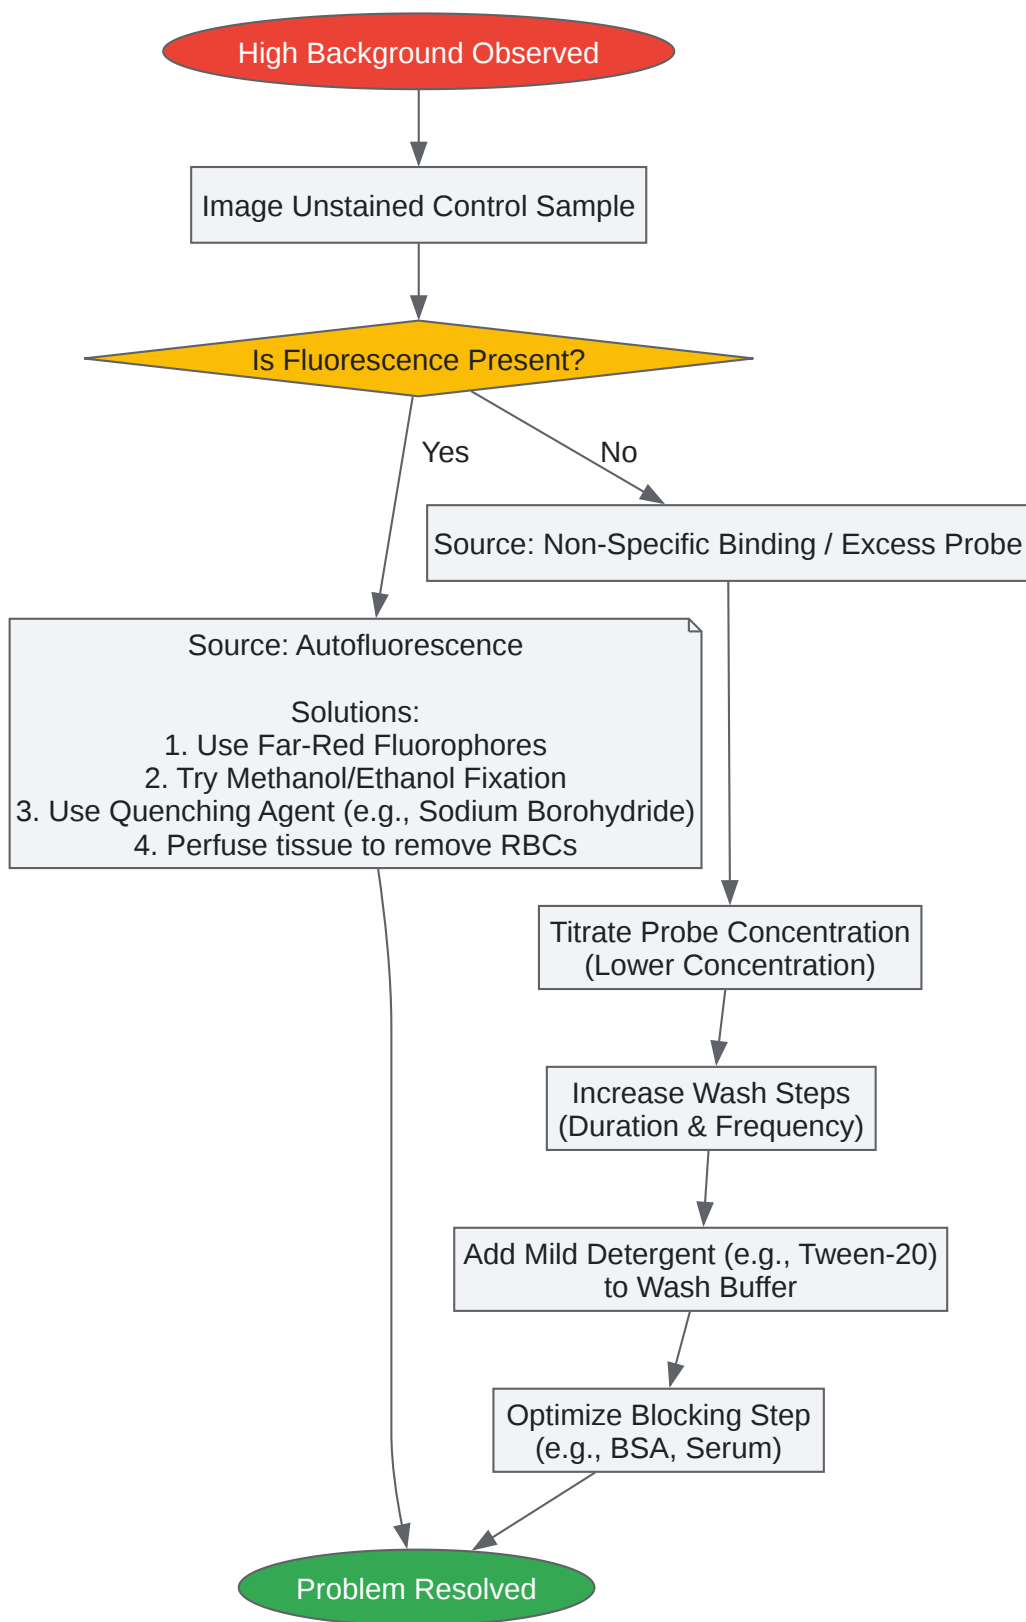 High Background Observed
Image Unstained Control Sample
Is Fluorescence Present?
Yes
No
Source: Non-Specific Binding / Excess Probe
Source: Autofluorescence
Solutions:
1. Use Far-Red Fluorophores
2. Try Methanol/Ethanol Fixation
3. Use Quenching Agent (e.g., Sodium Borohydride)
4. Perfuse tissue to remove RBCs
Titrate Probe Concentration
(Lower Concentration)
Increase Wash Steps
(Duration & Frequency)
Add Mild Detergent (e.g., Tween-20)
to Wash Buffer
Optimize Blocking Step
(e.g., BSA, Serum)
Problem Resolved